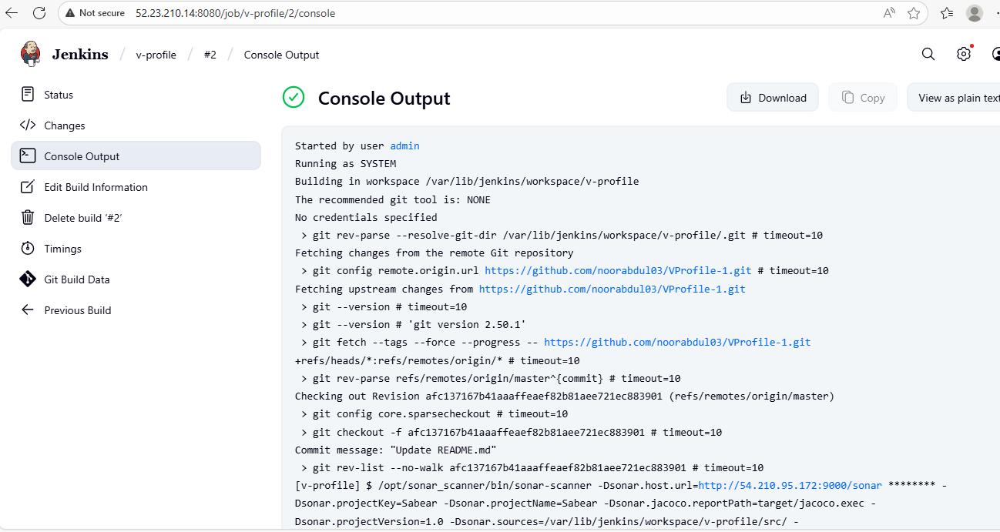 Not secure 52.23.210.14:8080/job/v-profile/2/console
Jenkins / v-profile / #2 / Console Output
Status
Changes
Console Output
Edit Build Information
Delete build ‘#2’
Timings
Git Build Data
Previous Build
Console Output
Download
Copy
View as plain text
Started by user admin
Running as SYSTEM
Building in workspace /var/lib/jenkins/workspace/v-profile
The recommended git tool is: NONE
No credentials specified
 > git rev-parse --resolve-git-dir /var/lib/jenkins/workspace/v-profile/.git # timeout=10
Fetching changes from the remote Git repository
 > git config remote.origin.url https://github.com/noorabdul03/VProfile-1.git # timeout=10
Fetching upstream changes from https://github.com/noorabdul03/VProfile-1.git
 > git --version # timeout=10
 > git --version # 'git version 2.50.1'
 > git fetch --tags --force --progress -- https://github.com/noorabdul03/VProfile-1.git
+refs/heads/*:refs/remotes/origin/* # timeout=10
 > git rev-parse refs/remotes/origin/master^{commit} # timeout=10
Checking out Revision afc137167b41aaaffeaef82b81aee721ec883901 (refs/remotes/origin/master)
 > git config core.sparsecheckout # timeout=10
 > git checkout -f afc137167b41aaaffeaef82b81aee721ec883901 # timeout=10
Commit message: "Update README.md"
 > git rev-list --no-walk afc137167b41aaaffeaef82b81aee721ec883901 # timeout=10
[v-profile] $ /opt/sonar_scanner/bin/sonar-scanner -Dsonar.host.url=http://54.210.95.172:9000/sonar ******** -
Dsonar.projectKey=Sabear -Dsonar.projectName=Sabear -Dsonar.jacoco.reportPath=target/jacoco.exec -
Dsonar.projectVersion=1.0 -Dsonar.sources=/var/lib/jenkins/workspace/v-profile/src/ -